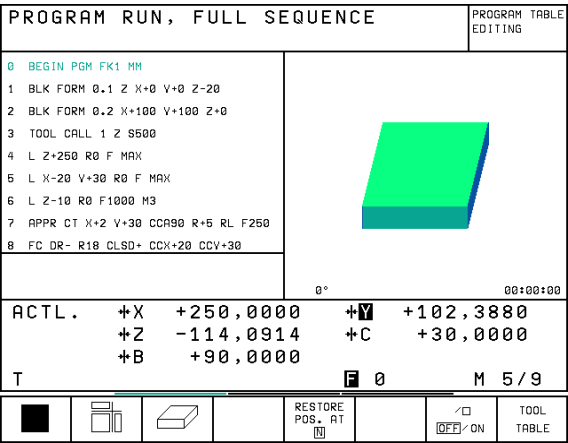 PROGRAM RUN, FULL SEQUENCE
PROGRAM TABLE
EDITING
0 BEGIN PGM FK1 MM
1 BLK FORM 0.1 Z X+0 Y+0 Z-20
2 BLK FORM 0.2 X+100 Y+100 Z+0
3 TOOL CALL 1 Z S500
4 L Z+250 R0 F MAX
5 L X-20 Y+30 R0 F MAX
6 L Z-10 R0 F1000 M3
7 APPR CT X+2 Y+30 CCA90 R+5 RL F250
8 FC DR- R18 CLSD+ CCX+20 CCY+30
0° 00:00:00
ACTL. X +250,0000 Y +102,3880
Z -114,0914 C +30,0000
B +90,0000
T F 0 M 5/9
RESTORE
POS. AT
N
OFF/ON
TOOL
TABLE